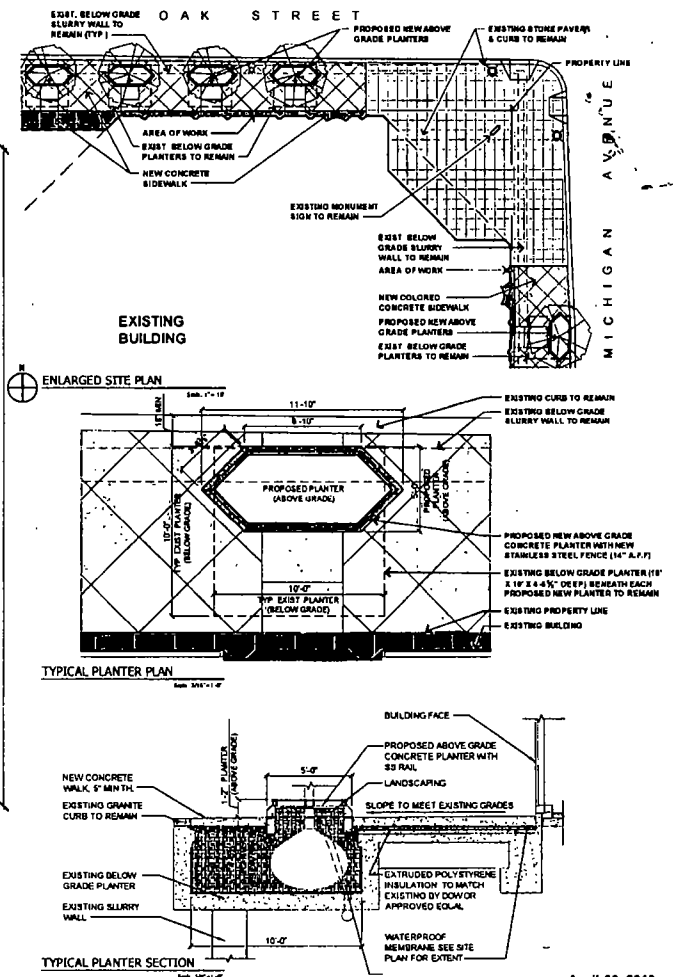 OAK STREET
EXIST. BELOW GRADE
SLURRY WALL TO
REMAIN (TYP)
PROPOSED NEW ABOVE
GRADE PLANTERS
EXISTING STONE PAVERS
& CURB TO REMAIN
PROPERTY LINE
MICHIGAN AVENUE
AREA OF WORK
EXIST BELOW GRADE
PLANTERS TO REMAIN
NEW CONCRETE
SIDEWALK
EXISTING MONUMENT
SIGN TO REMAIN
EXIST BELOW
GRADE SLURRY
WALL TO REMAIN
AREA OF WORK
NEW COLORED
CONCRETE SIDEWALK
PROPOSED NEW ABOVE
GRADE PLANTERS
EXIST BELOW GRADE
PLANTERS TO REMAIN
EXISTING
BUILDING
N
ENLARGED SITE PLAN
11'-10"
18" MIN
EXISTING CURB TO REMAIN
EXISTING BELOW GRADE
SLURRY WALL TO REMAIN
PROPOSED PLANTER
(ABOVE GRADE)
5'-0"
PROPOSED
PLANTER
(ABOVE GRADE)
10'-0"
TYP EXIST PLANTER
(BELOW GRADE)
10'-0"
TYP EXIST PLANTER
(BELOW GRADE)
PROPOSED NEW ABOVE GRADE
CONCRETE PLANTER WITH NEW
STAINLESS STEEL FENCE (14" A.F.F)
EXISTING BELOW GRADE PLANTER (10'
X 10' X DEEP) BENEATH EACH
PROPOSED NEW PLANTER TO REMAIN
EXISTING PROPERTY LINE
EXISTING BUILDING
TYPICAL PLANTER PLAN
BUILDING FACE
1'-2" PLANTER
(ABOVE GRADE)
5'-0"
PROPOSED ABOVE GRADE
CONCRETE PLANTER WITH
SS RAIL
LANDSCAPING
NEW CONCRETE
WALK, 5" MIN TH.
EXISTING GRANITE
CURB TO REMAIN
SLOPE TO MEET EXISTING GRADES
EXISTING BELOW
GRADE PLANTER
EXISTING SLURRY
WALL
EXTRUDED POLYSTYRENE
INSULATION TO MATCH
EXISTING BY DOW OR
APPROVED EQUAL
WATERPROOF
MEMBRANE SEE SITE
PLAN FOR EXTENT
10'-0"
TYPICAL PLANTER SECTION